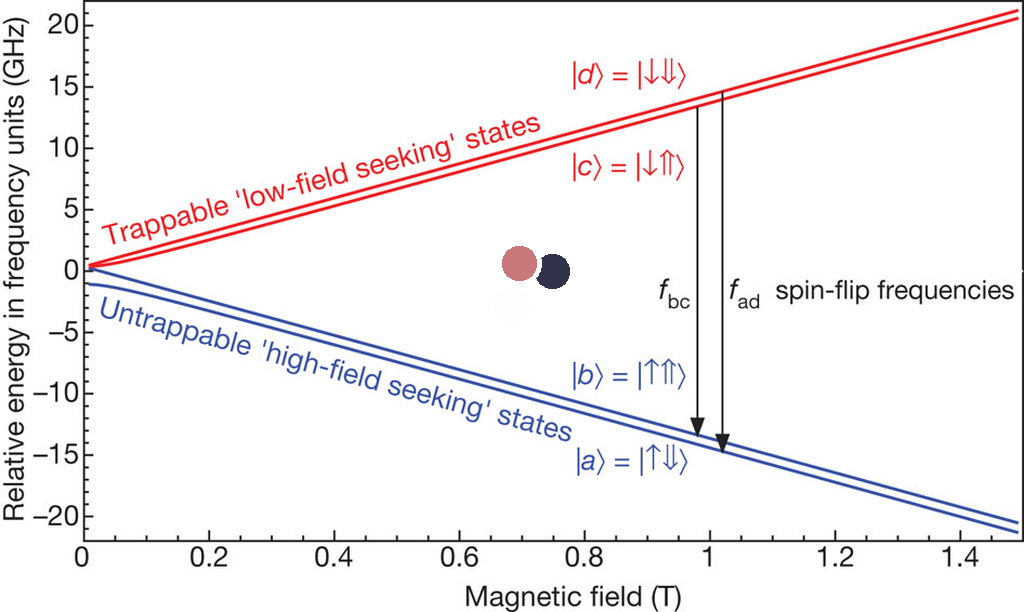 Relative energy in frequency units (GHz)
20
15
10
5
0
−5
−10
−15
−20
|d⟩ = |↓⇓⟩
Trappable 'low-field seeking' states
|c⟩ = |↓⇑⟩
f_bc
f_ad spin-flip frequencies
Untrappable 'high-field seeking' states
|b⟩ = |↑⇑⟩
|a⟩ = |↑⇓⟩
0 0.2 0.4 0.6 0.8 1 1.2 1.4
Magnetic field (T)